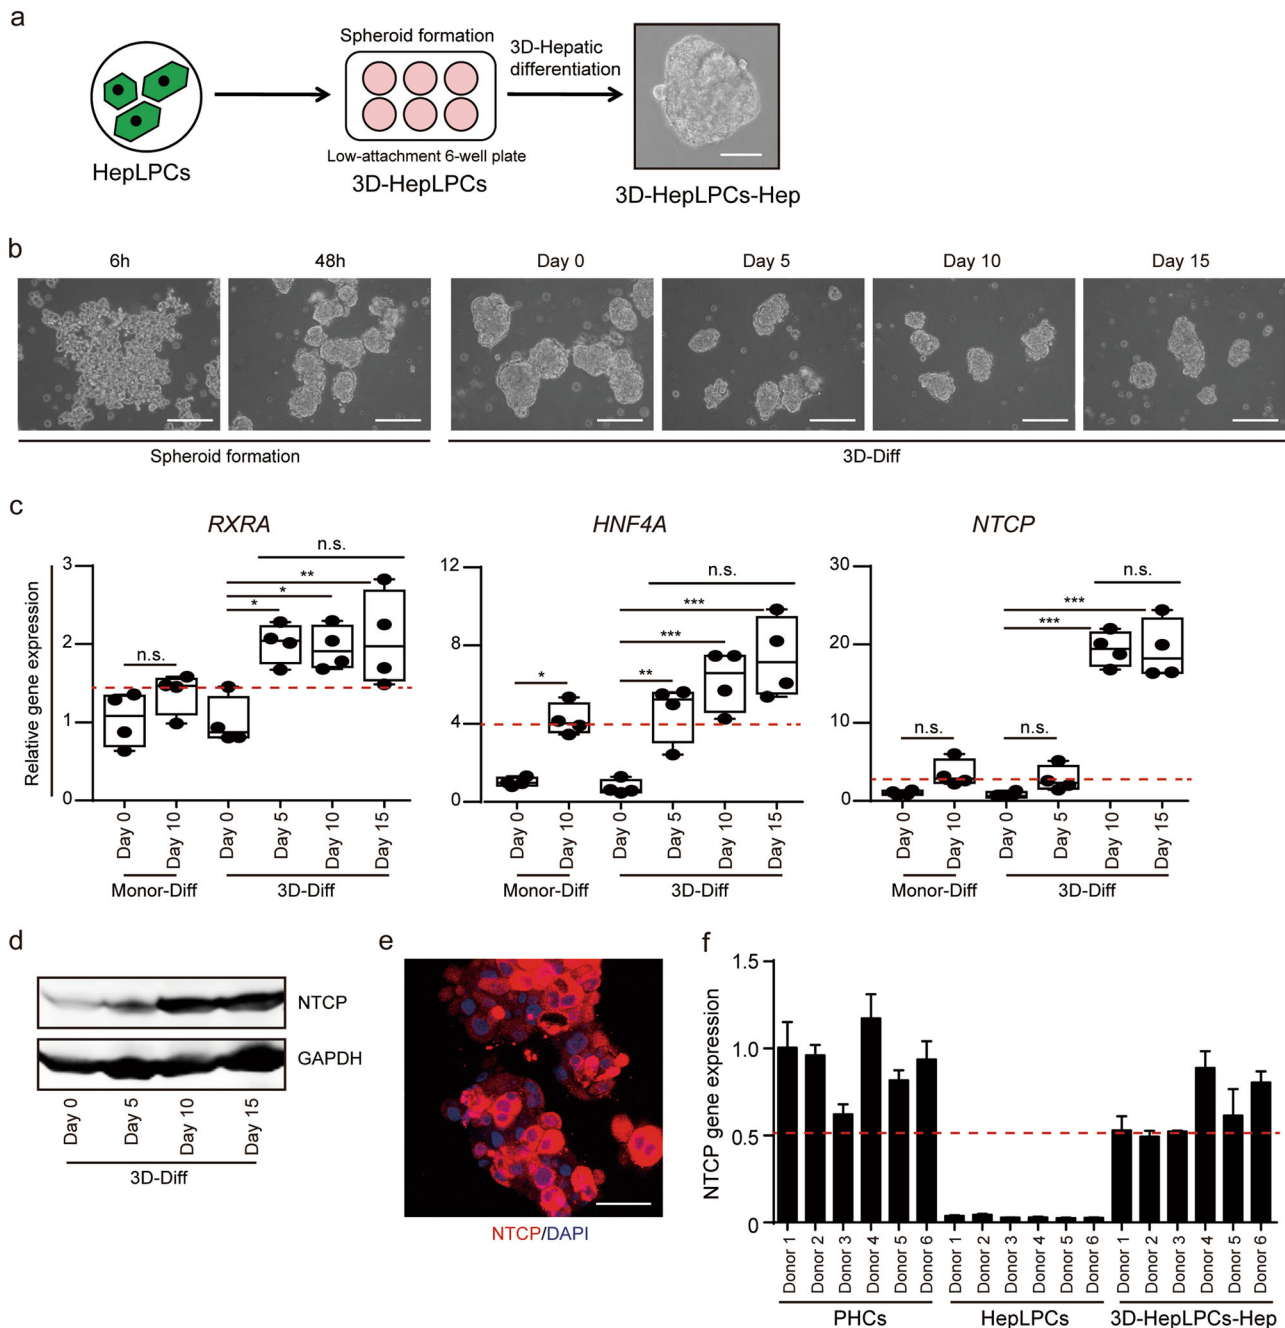 a
HepLPCs
Spheroid formation
Low-attachment 6-well plate
3D-HepLPCs
3D-Hepatic
differentiation
3D-HepLPCs-Hep
b
6h
48h
Day 0
Day 5
Day 10
Day 15
Spheroid formation
3D-Diff
c
Relative gene expression
RXRA
3
2
1
0
n.s.
n.s.
**
*
*
Day 0
Day 10
Day 0
Day 5
Day 10
Day 15
Monor-Diff
3D-Diff
HNF4A
12
8
4
0
*
n.s.
***
***
**
Day 0
Day 10
Day 0
Day 5
Day 10
Day 15
Monor-Diff
3D-Diff
NTCP
30
20
10
0
n.s.
n.s.
n.s.
***
***
Day 0
Day 10
Day 0
Day 5
Day 10
Day 15
Monor-Diff
3D-Diff
d
NTCP
GAPDH
Day 0
Day 5
Day 10
Day 15
3D-Diff
e
NTCP/DAPI
f
NTCP gene expression
1.5
1.0
0.5
0
Donor 1
Donor 2
Donor 3
Donor 4
Donor 5
Donor 6
Donor 1
Donor 2
Donor 3
Donor 4
Donor 5
Donor 6
Donor 1
Donor 2
Donor 3
Donor 4
Donor 5
Donor 6
PHCs
HepLPCs
3D-HepLPCs-Hep